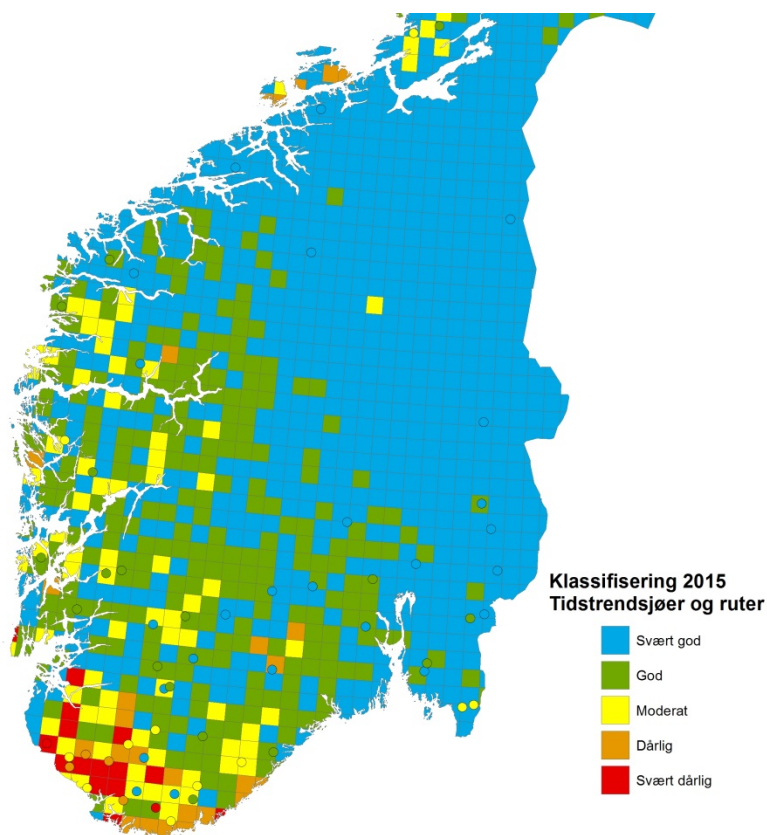 Klassifisering 2015
Tidstrendsjøer og ruter
Svært god
God
Moderat
Dårlig
Svært dårlig